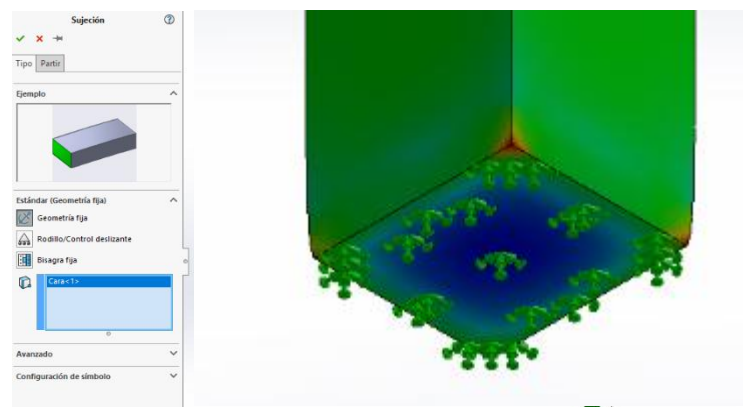 Sujeción
Tipo Partir
Ejemplo
Estándar (Geometría fija)
Geometría fija
Rodillo/Control deslizante
Bisagra fija
Cara<1>
Avanzado
Configuración de símbolo